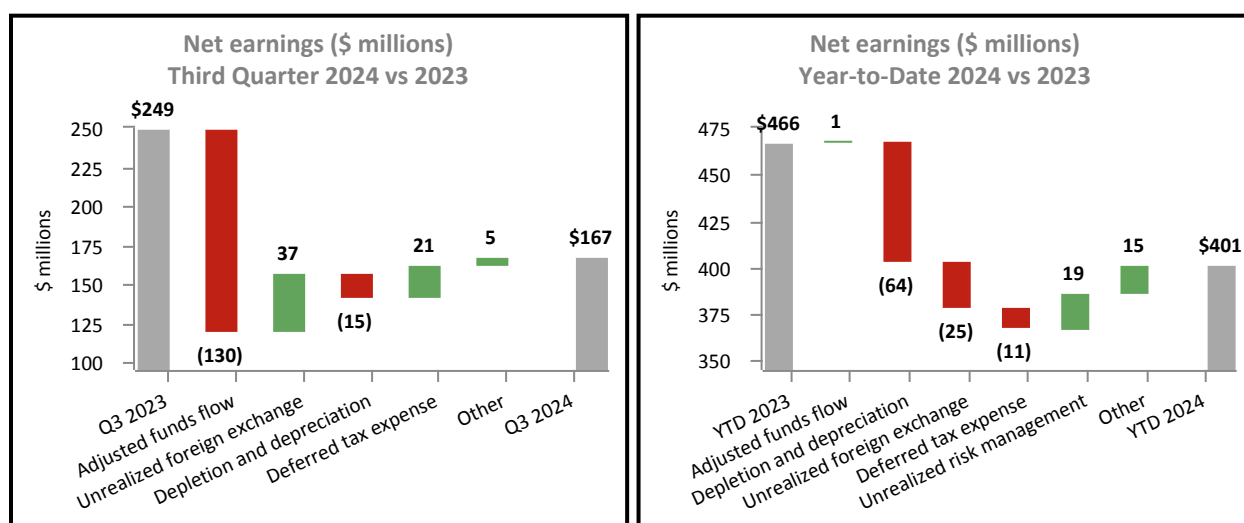 Net earnings ($ millions)
Third Quarter 2024 vs 2023
$ millions
250
225
200
175
150
125
100
$249
(130)
37
(15)
21
5
$167
Q3 2023
Adjusted funds flow
Unrealized foreign exchange
Depletion and depreciation
Deferred tax expense
Other
Q3 2024
Net earnings ($ millions)
Year-to-Date 2024 vs 2023
$ millions
475
450
425
400
375
350
$466
1
(64)
(25)
(11)
19
15
$401
YTD 2023
Adjusted funds flow
Depletion and depreciation
Unrealized foreign exchange
Deferred tax expense
Unrealized risk management
Other
YTD 2024